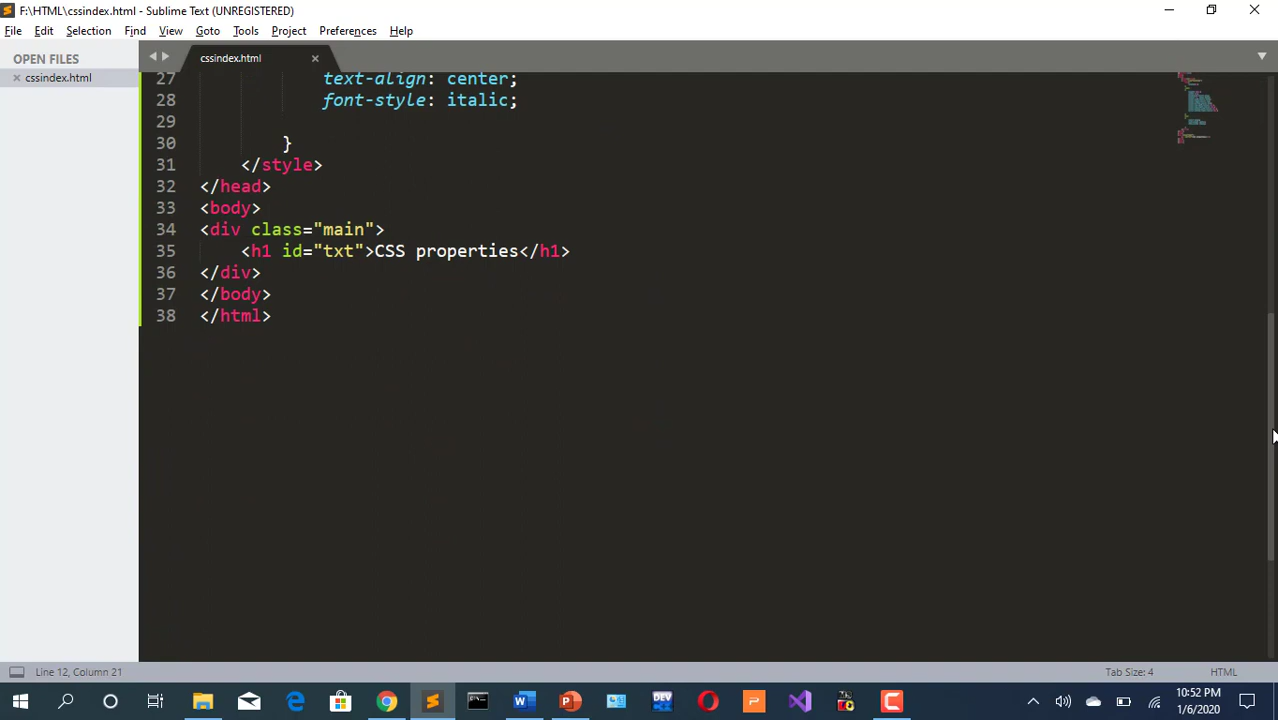 F:\HTML\cssindex.html - Sublime Text (UNREGISTERED)
File Edit Selection Find View Goto Tools Project Preferences Help
OPEN FILES
cssindex.html
cssindex.html
27 text-align: center;
28 font-style: italic;
29
30 }
31 </style>
32 </head>
33 <body>
34 <div class="main">
35 <h1 id="txt">CSS properties</h1>
36 </div>
37 </body>
38 </html>
Line 12, Column 21
Tab Size: 4
HTML
DEV
10:52 PM
1/6/2020